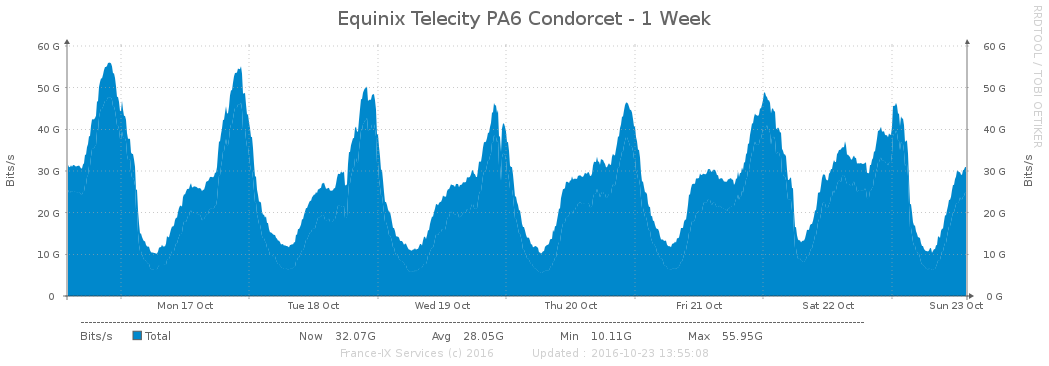 Equinix Telecity PA6 Condorcet - 1 Week
RRDTOOL / TOBI OETIKER
Bits/s
Bits/s
60 G 60 G
50 G 50 G
40 G 40 G
30 G 30 G
20 G 20 G
10 G 10 G
0 0 G
Mon 17 Oct Tue 18 Oct Wed 19 Oct Thu 20 Oct Fri 21 Oct Sat 22 Oct Sun 23 Oct
Bits/s Total Now 32.07G Avg 28.05G Min 10.11G Max 55.95G
France-IX Services (c) 2016 Updated : 2016-10-23 13:55:08